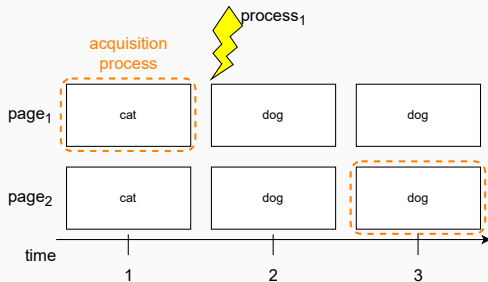 process₁
acquisition
process
page₁ cat dog dog
page₂ cat dog dog
time
1 2 3